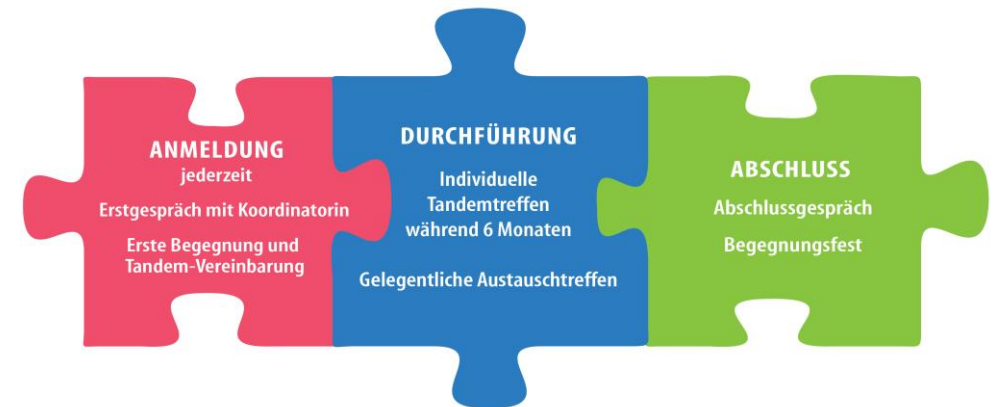 ANMELDUNG
jederzeit
Erstgespräch mit Koordinatorin
Erste Begegnung und
Tandem-Vereinbarung
DURCHFÜHRUNG
Individuelle
Tandemtreffen
während 6 Monaten
Gelegentliche Austauschtreffen
ABSCHLUSS
Abschlussgespräch
Begegnungsfest